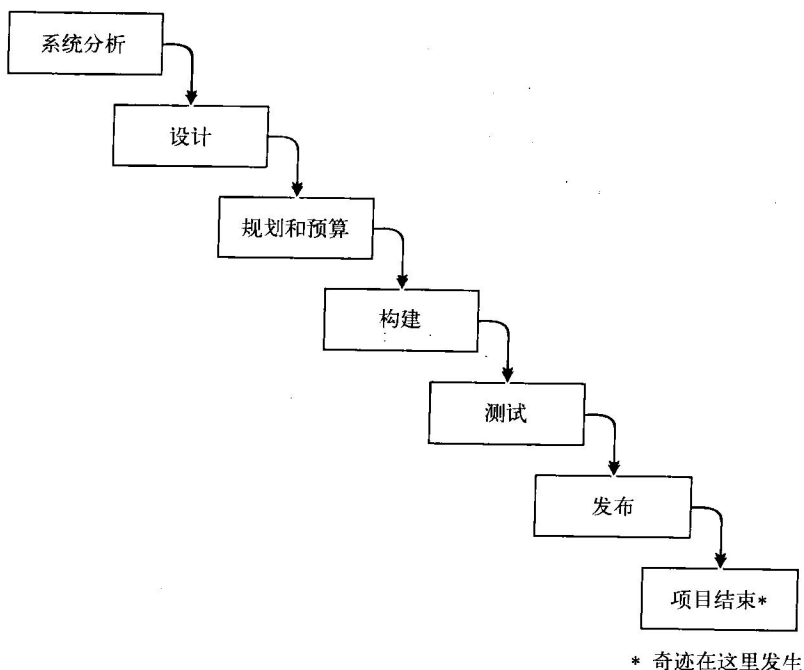 系统分析
设计
规划和预算
构建
测试
发布
项目结束*
* 奇迹在这里发生